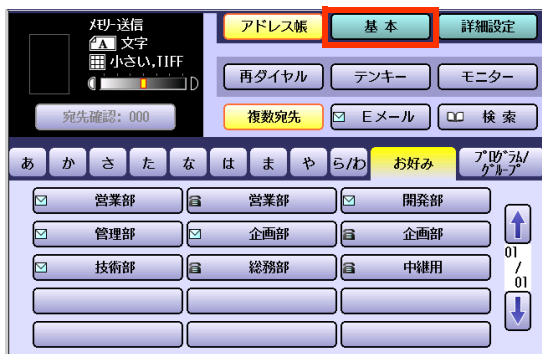 メモリー送信
A 文字
小さい,TIFF
D
宛先確認: 000
アドレス帳
基本
詳細設定
再ダイヤル
テンキー
モニター
複数宛先
Eメール
検索
あ か さ た な は ま や ら/わ お好み プログラム/グループ
営業部 営業部 開発部
管理部 企画部 企画部
技術部 総務部 中継用
01
/
01